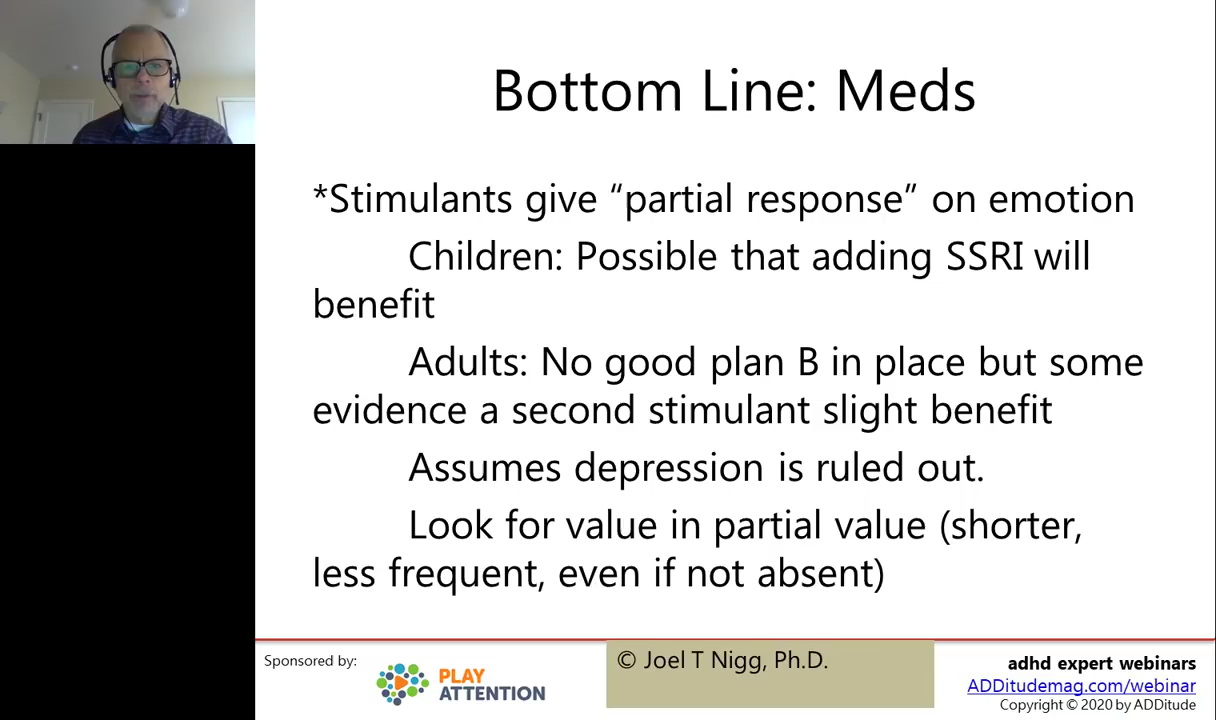 Bottom Line: Meds
*Stimulants give “partial response” on emotion
Children: Possible that adding SSRI will
benefit
Adults: No good plan B in place but some
evidence a second stimulant slight benefit
Assumes depression is ruled out.
Look for value in partial value (shorter,
less frequent, even if not absent)
Sponsored by:
PLAY
ATTENTION
© Joel T Nigg, Ph.D.
adhd expert webinars
ADDitudemag.com/webinar
Copyright © 2020 by ADDitude